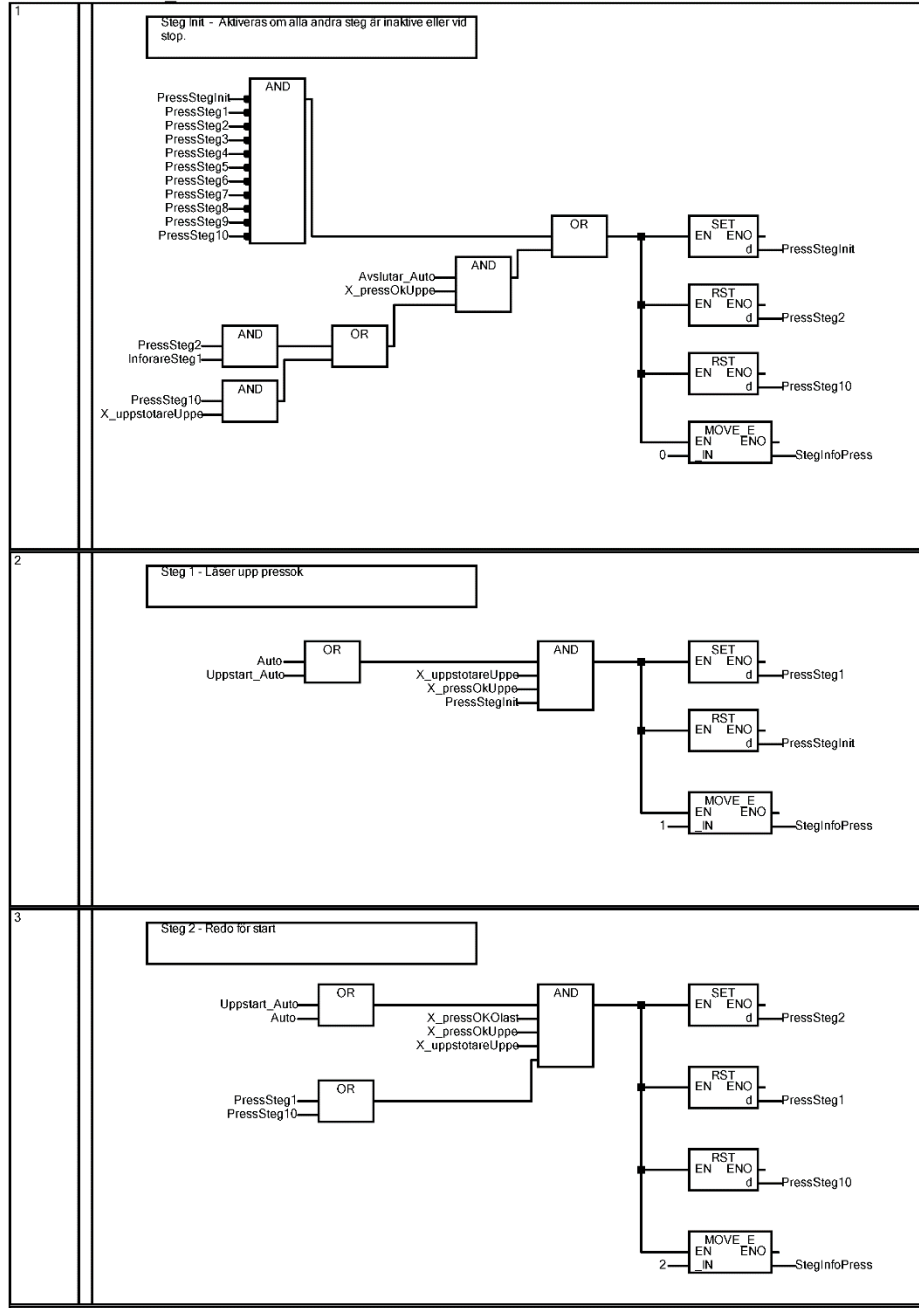 1
Steg Init - Aktiveras om alla andra steg är inaktive eller vid
stop.
AND
PressStegInit
PressSteg1
PressSteg2
PressSteg3
PressSteg4
PressSteg5
PressSteg6
PressSteg7
PressSteg8
PressSteg9
PressSteg10
OR
SET
EN ENO
d
PressStegInit
AND
Avslutar_Auto
X_pressOkUppe
RST
EN ENO
d
PressSteg2
AND
PressSteg2
InforareSteg1
OR
RST
EN ENO
d
PressSteg10
AND
PressSteg10
X_uppstotareUppe
MOVE_E
EN ENO
0 _IN
StegInfoPress
2
Steg 1 - Låser upp pressok
OR
Auto
Uppstart_Auto
AND
X_uppstotareUppe
X_pressOkUppe
PressStegInit
SET
EN ENO
d
PressSteg1
RST
EN ENO
d
PressStegInit
MOVE_E
EN ENO
1 _IN
StegInfoPress
3
Steg 2 - Redo för start
OR
Uppstart_Auto
Auto
AND
X_pressOKOlast
X_pressOkUppe
X_uppstotareUppe
SET
EN ENO
d
PressSteg2
OR
PressSteg1
PressSteg10
RST
EN ENO
d
PressSteg1
RST
EN ENO
d
PressSteg10
MOVE_E
EN ENO
2 _IN
StegInfoPress